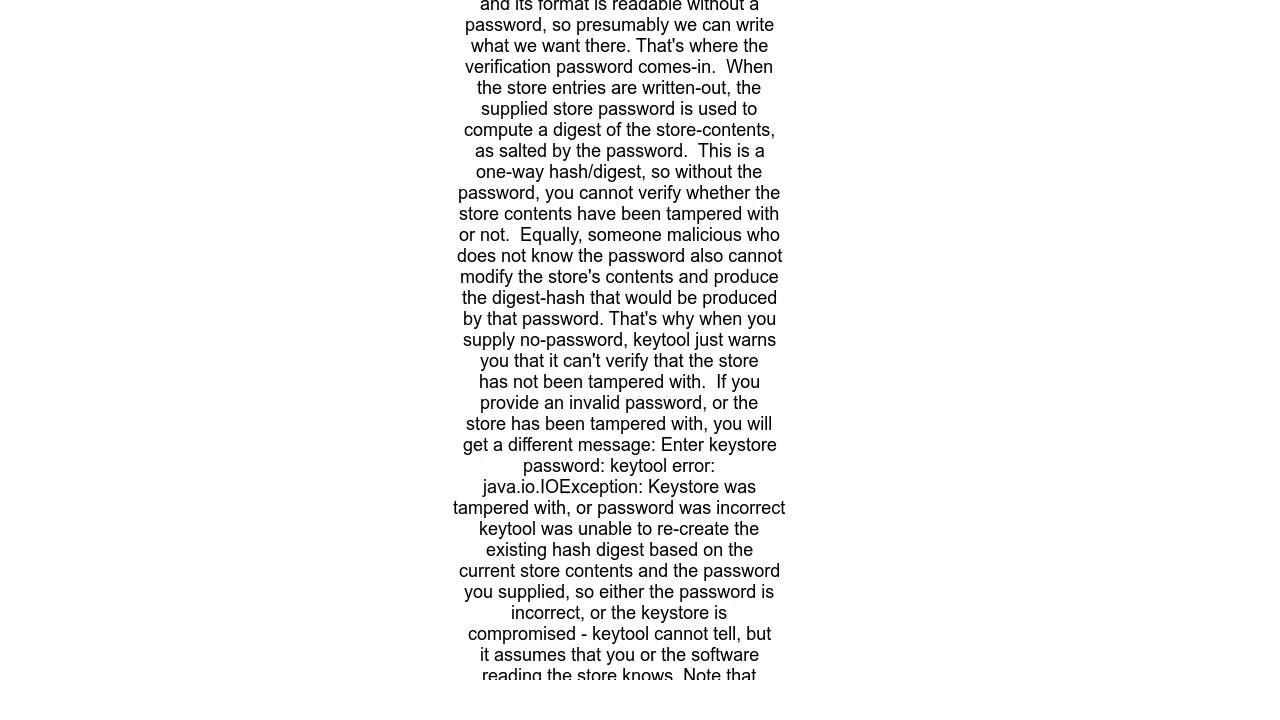 and its format is readable without a
password, so presumably we can write
what we want there. That's where the
verification password comes-in.  When
the store entries are written-out, the
supplied store password is used to
compute a digest of the store-contents,
as salted by the password.  This is a
one-way hash/digest, so without the
password, you cannot verify whether the
store contents have been tampered with
or not.  Equally, someone malicious who
does not know the password also cannot
modify the store's contents and produce
the digest-hash that would be produced
by that password. That's why when you
supply no-password, keytool just warns
you that it can't verify that the store
has not been tampered with.  If you
provide an invalid password, or the
store has been tampered with, you will
get a different message: Enter keystore
password: keytool error:
java.io.IOException: Keystore was
tampered with, or password was incorrect
keytool was unable to re-create the
existing hash digest based on the
current store contents and the password
you supplied, so either the password is
incorrect, or the keystore is
compromised - keytool cannot tell, but
it assumes that you or the software
reading the store knows. Note that